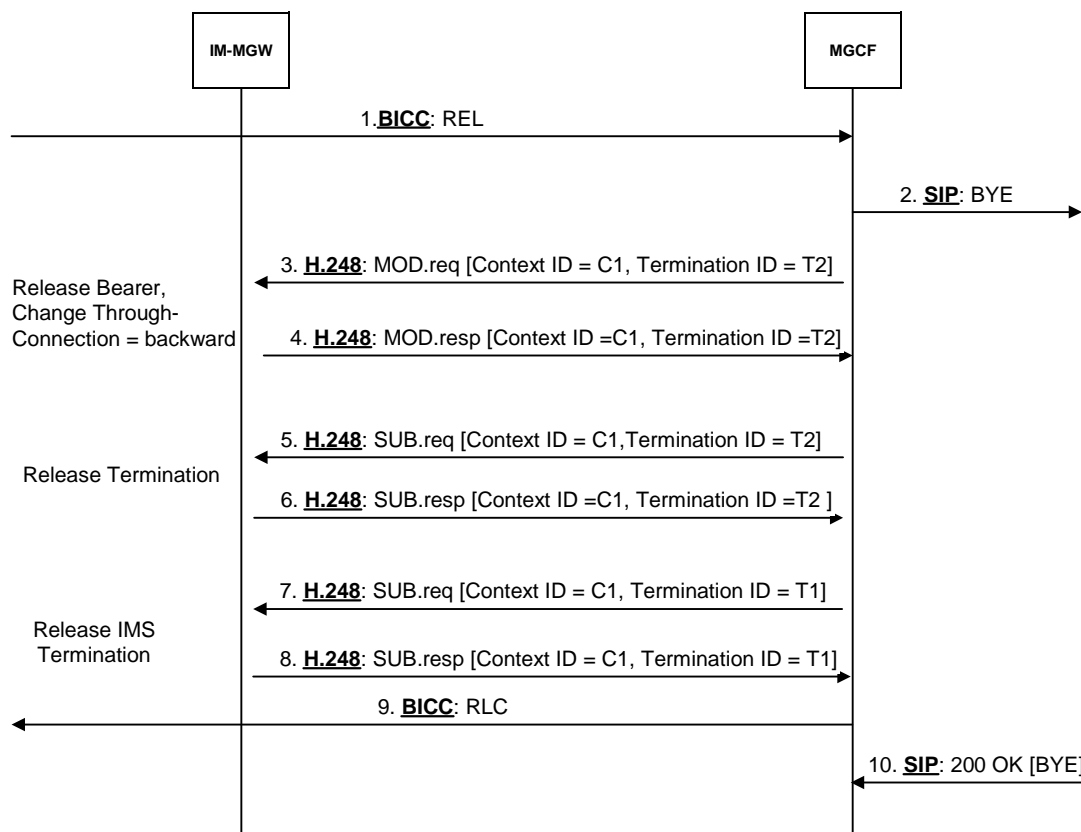 IM-MGW
MGCF
1.BICC: REL
2. SIP: BYE
3. H.248: MOD.req [Context ID = C1, Termination ID = T2]
Release Bearer,
Change Through-
Connection = backward
4. H.248: MOD.resp [Context ID =C1, Termination ID =T2]
5. H.248: SUB.req [Context ID = C1,Termination ID = T2]
Release Termination
6. H.248: SUB.resp [Context ID =C1, Termination ID =T2 ]
7. H.248: SUB.req [Context ID = C1, Termination ID = T1]
Release IMS
Termination
8. H.248: SUB.resp [Context ID = C1, Termination ID = T1]
9. BICC: RLC
10. SIP: 200 OK [BYE]